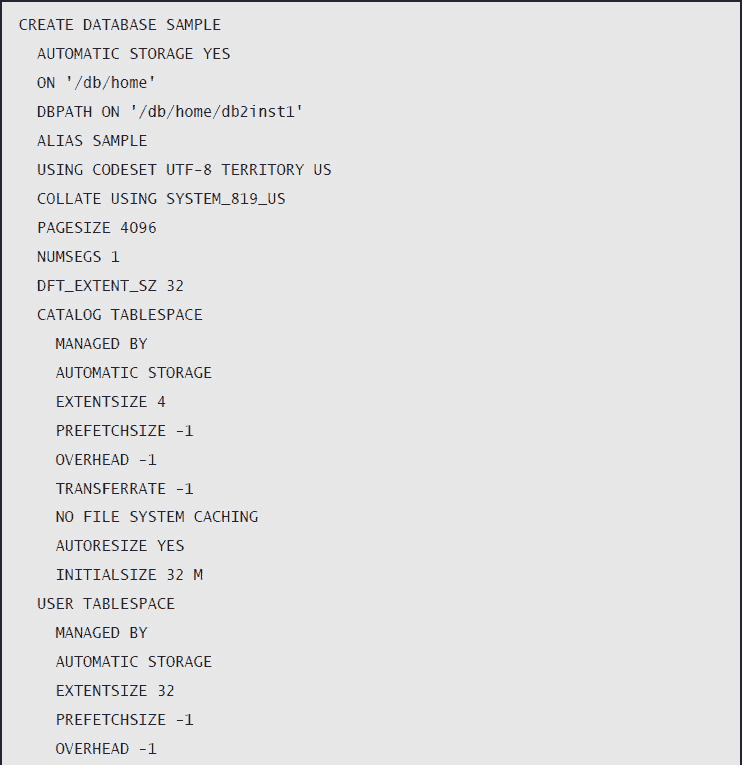 CREATE DATABASE SAMPLE
AUTOMATIC STORAGE YES
ON '/db/home'
DBPATH ON '/db/home/db2inst1'
ALIAS SAMPLE
USING CODESET UTF-8 TERRITORY US
COLLATE USING SYSTEM_819_US
PAGESIZE 4096
NUMSEGS 1
DFT_EXTENT_SZ 32
CATALOG TABLESPACE
MANAGED BY
AUTOMATIC STORAGE
EXTENTSIZE 4
PREFETCHSIZE -1
OVERHEAD -1
TRANSFERRATE -1
NO FILE SYSTEM CACHING
AUTORESIZE YES
INITIALSIZE 32 M
USER TABLESPACE
MANAGED BY
AUTOMATIC STORAGE
EXTENTSIZE 32
PREFETCHSIZE -1
OVERHEAD -1